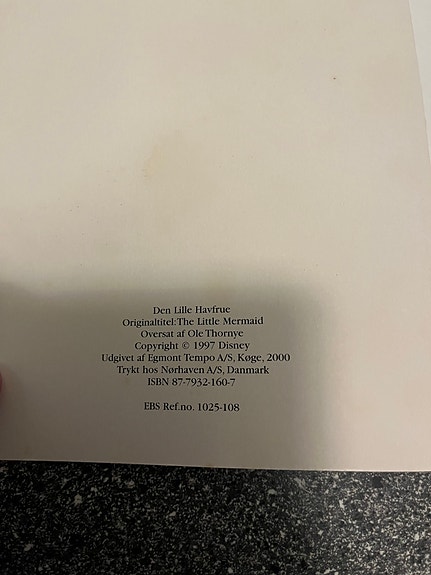 Den Lille Havfrue
Originaltitel:The Little Mermaid
Oversat af Ole Thornye
Copyright © 1997 Disney
Udgivet af Egmont Tempo A/S, Køge, 2000
Trykt hos Nørhaven A/S, Danmark
ISBN 87-7932-160-7
EBS Ref.no. 1025-108